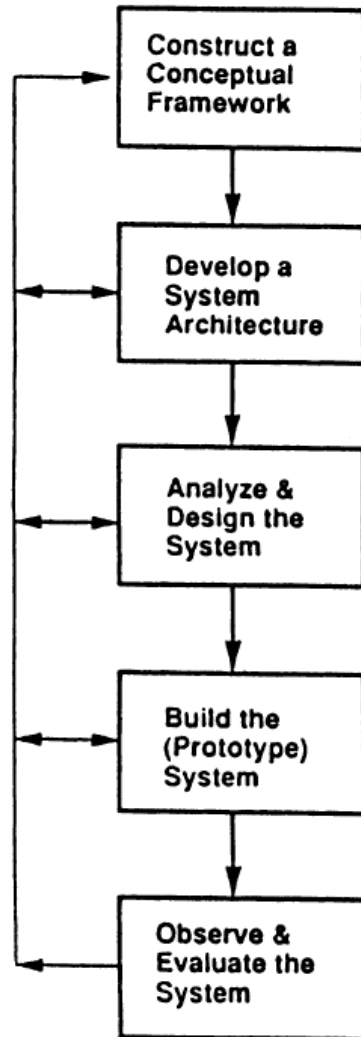 Construct a
Conceptual
Framework
Develop a
System
Architecture
Analyze &
Design the
System
Build the
(Prototype)
System
Observe &
Evaluate the
System